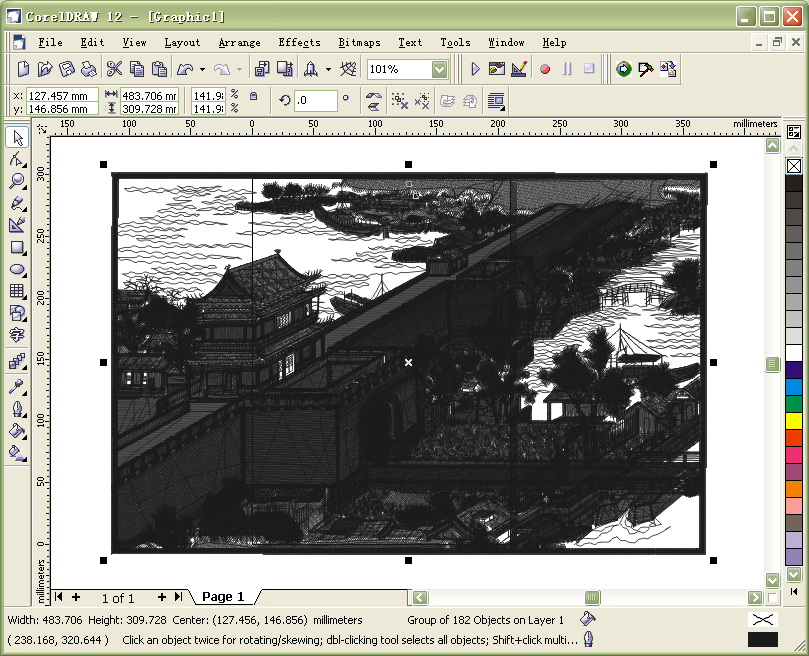 CorelDRAW 12 - [Graphic1]
File Edit View Layout Arrange Effects Bitmaps Text Tools Window Help
101%
x: 127.457 mm 483.706 mm % .0 °
y: 146.856 mm 309.728 mm %
150 100 50 0 50 100 150 200 250 300 350 millimeters
300
250
200
150
100
50
0
millimeters
1 of 1 Page 1
Width: 483.706 Height: 309.728 Center: (127.456, 146.856) millimeters Group of 182 Objects on Layer 1
( 238.168, 320.644 ) Click an object twice for rotating/skewing; dbl-clicking tool selects all objects; Shift+click multi...